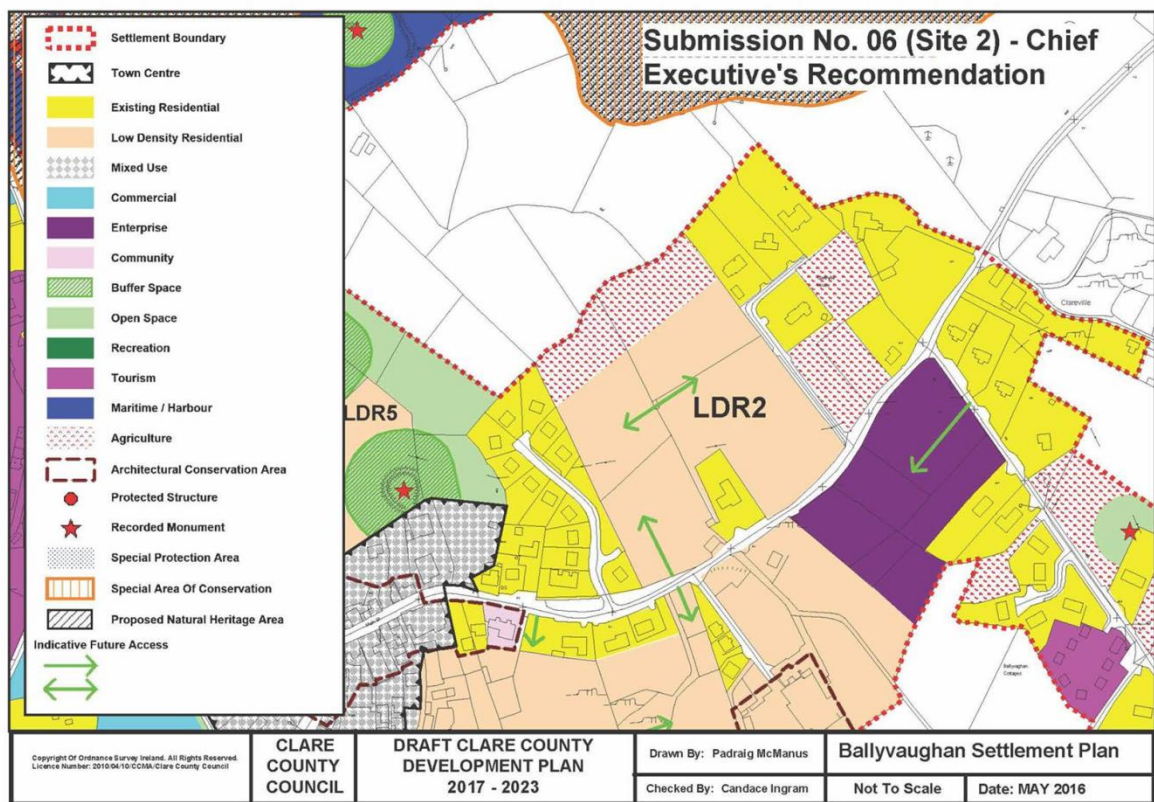 Settlement Boundary
Town Centre
Existing Residential
Low Density Residential
Mixed Use
Commercial
Enterprise
Community
Buffer Space
Open Space
Recreation
Tourism
Maritime / Harbour
Agriculture
Architectural Conservation Area
Protected Structure
Recorded Monument
Special Protection Area
Special Area Of Conservation
Proposed Natural Heritage Area
Indicative Future Access
Submission No. 06 (Site 2) - Chief
Executive's Recommendation
Clareville
LDR5
LDR2
Ballyvaughan
Cottages
Copyright Of Ordnance Survey Ireland. All Rights Reserved.
Licence Number: 2010/04/10/CCMA/Clare County Council
CLARE
COUNTY
COUNCIL
DRAFT CLARE COUNTY
DEVELOPMENT PLAN
2017 - 2023
Drawn By: Padraig McManus
Checked By: Candace Ingram
Ballyvaughan Settlement Plan
Not To Scale
Date: MAY 2016